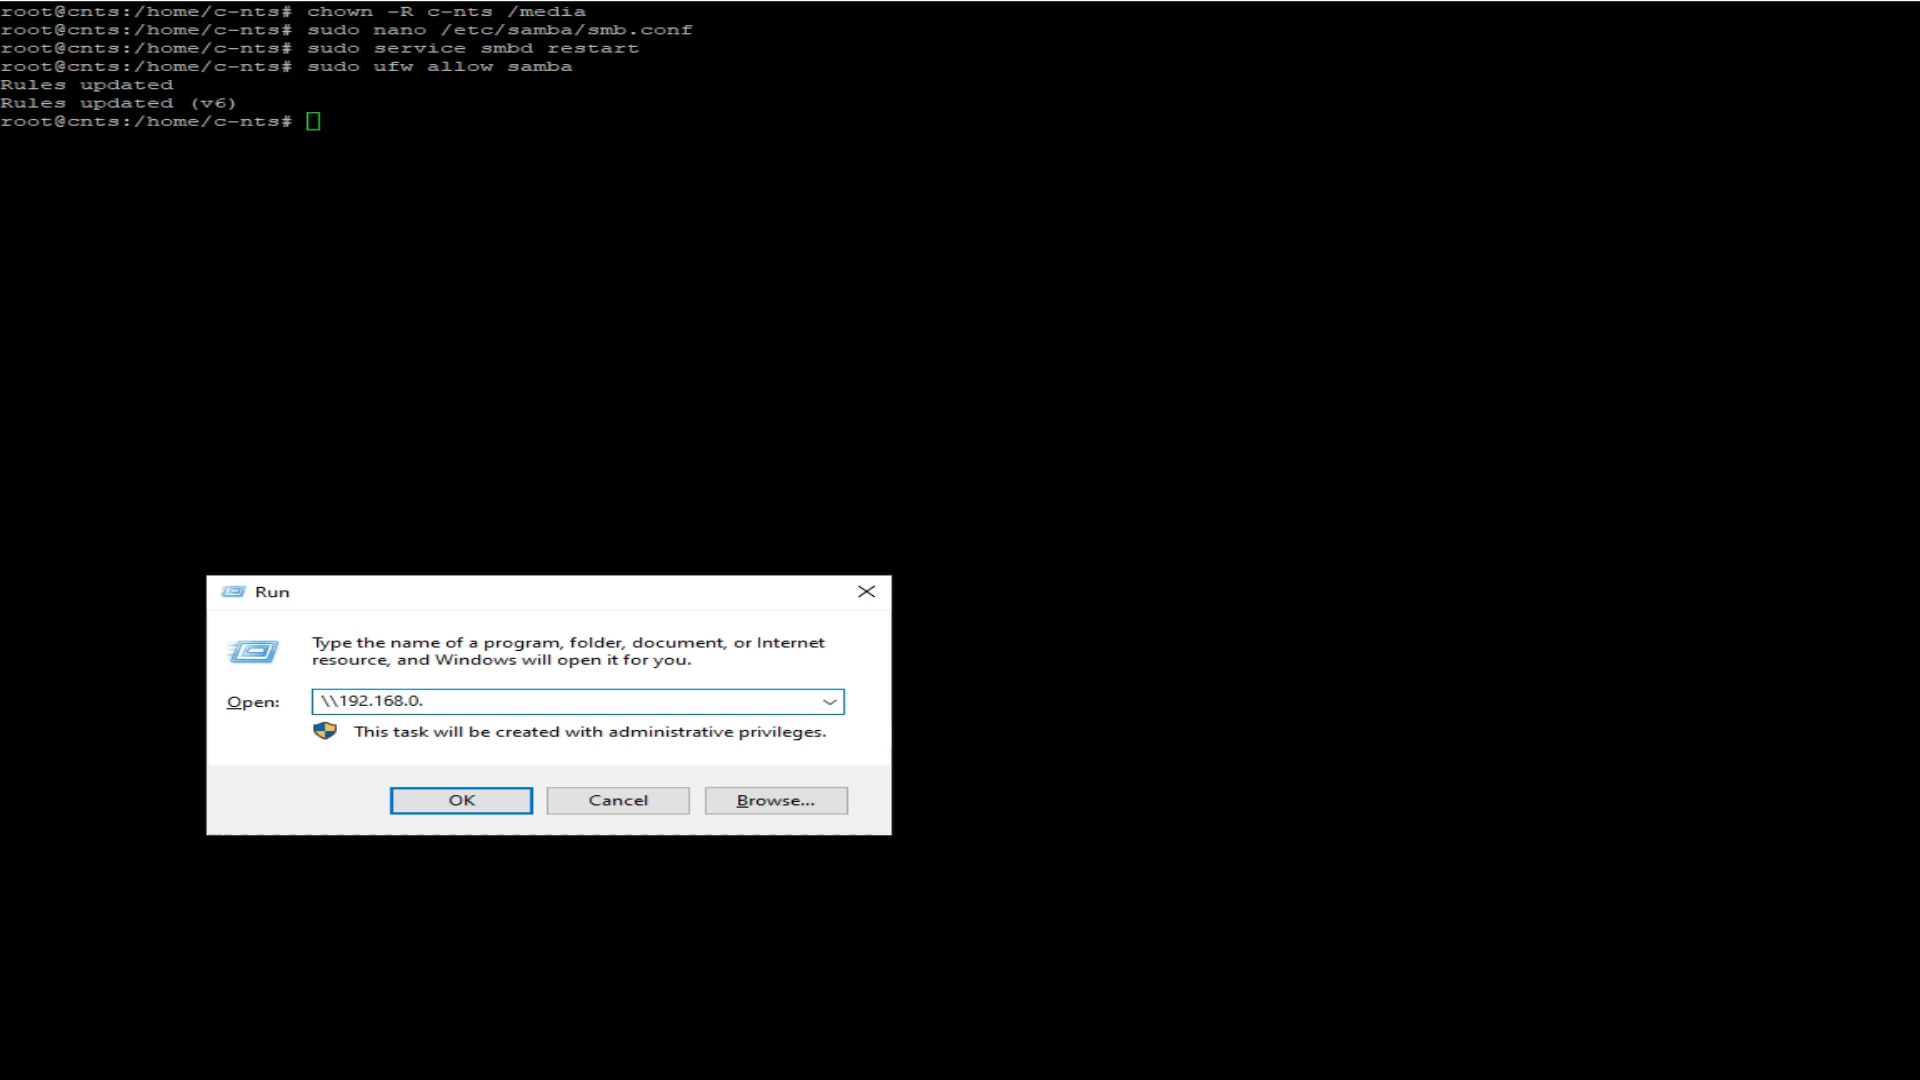 root@cnts:/home/c-nts# chown -R c-nts /media
root@cnts:/home/c-nts# sudo nano /etc/samba/smb.conf
root@cnts:/home/c-nts# sudo service smbd restart
root@cnts:/home/c-nts# sudo ufw allow samba
Rules updated
Rules updated (v6)
root@cnts:/home/c-nts#
Run
Type the name of a program, folder, document, or Internet
resource, and Windows will open it for you.
Open: \\192.168.0.
This task will be created with administrative privileges.
OK Cancel Browse...